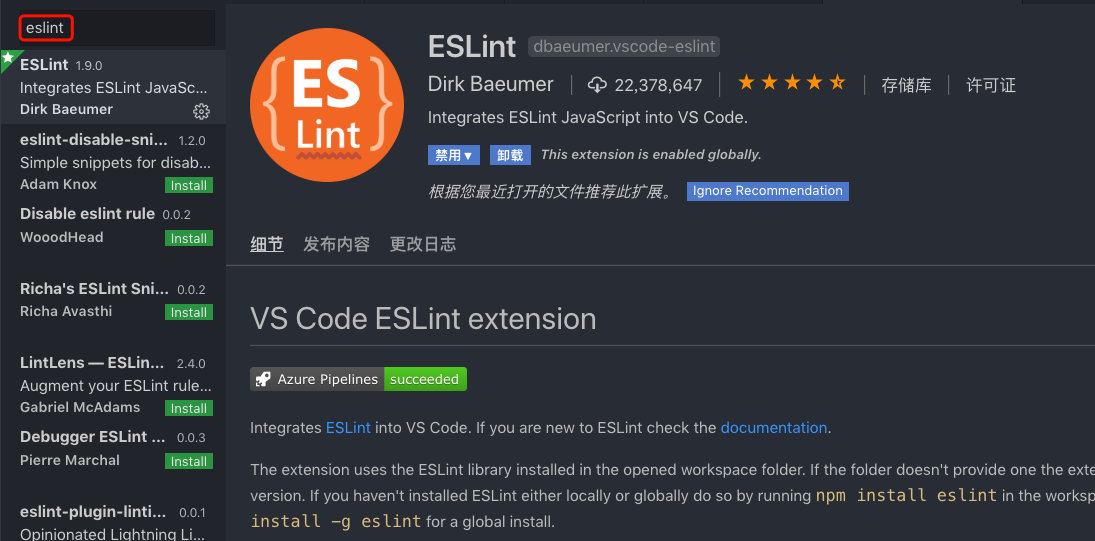 eslint
ESLint 1.9.0
Integrates ESLint JavaSc...
Dirk Baeumer
eslint-disable-sni... 1.2.0
Simple snippets for disab...
Adam Knox Install
Disable eslint rule 0.0.2
WooodHead Install
Richa's ESLint Sni... 0.0.2
Richa Avasthi Install
LintLens — ESLin... 2.4.0
Augment your ESLint rule...
Gabriel McAdams Install
Debugger ESLint ... 0.0.3
Pierre Marchal Install
eslint-plugin-linti... 0.0.1
Opinionated Lightning Li...
{ES}
Lint
ESLint dbaeumer.vscode-eslint
Dirk Baeumer 22,378,647 存储库 许可证
Integrates ESLint JavaScript into VS Code.
禁用 卸载 This extension is enabled globally.
根据您最近打开的文件推荐此扩展。 Ignore Recommendation
细节 发布内容 更改日志
VS Code ESLint extension
Azure Pipelines succeeded
Integrates ESLint into VS Code. If you are new to ESLint check the documentation.
The extension uses the ESLint library installed in the opened workspace folder. If the folder doesn't provide one the exte
version. If you haven't installed ESLint either locally or globally do so by running npm install eslint in the worksp
install -g eslint for a global install.